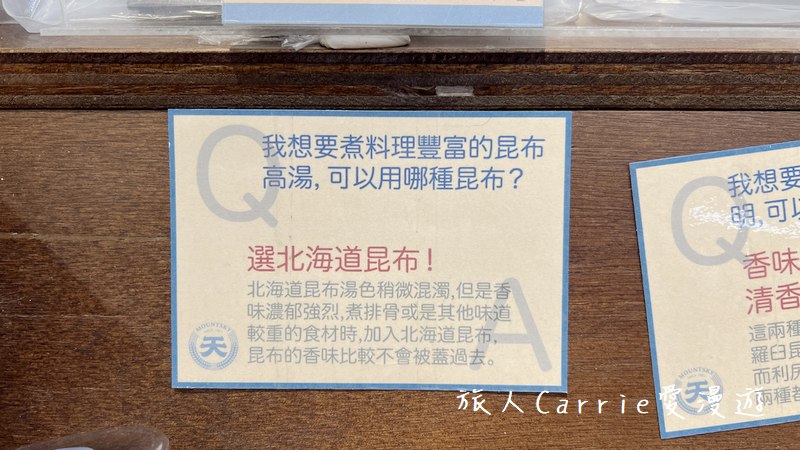 Q
我想要煮料理豐富的昆布
高湯,可以用哪種昆布?
選北海道昆布!
北海道昆布湯色稍微混濁,但是香
味濃郁強烈,煮排骨或是其他味道
較重的食材時,加入北海道昆布,
昆布的香味比較不會被蓋過去。
A
MOUNTSKY
天
Q
我想要
明,可以
香味
清香
這兩種
羅臼昆
而利尻
兩種都
天
旅人Carrie愛漫遊